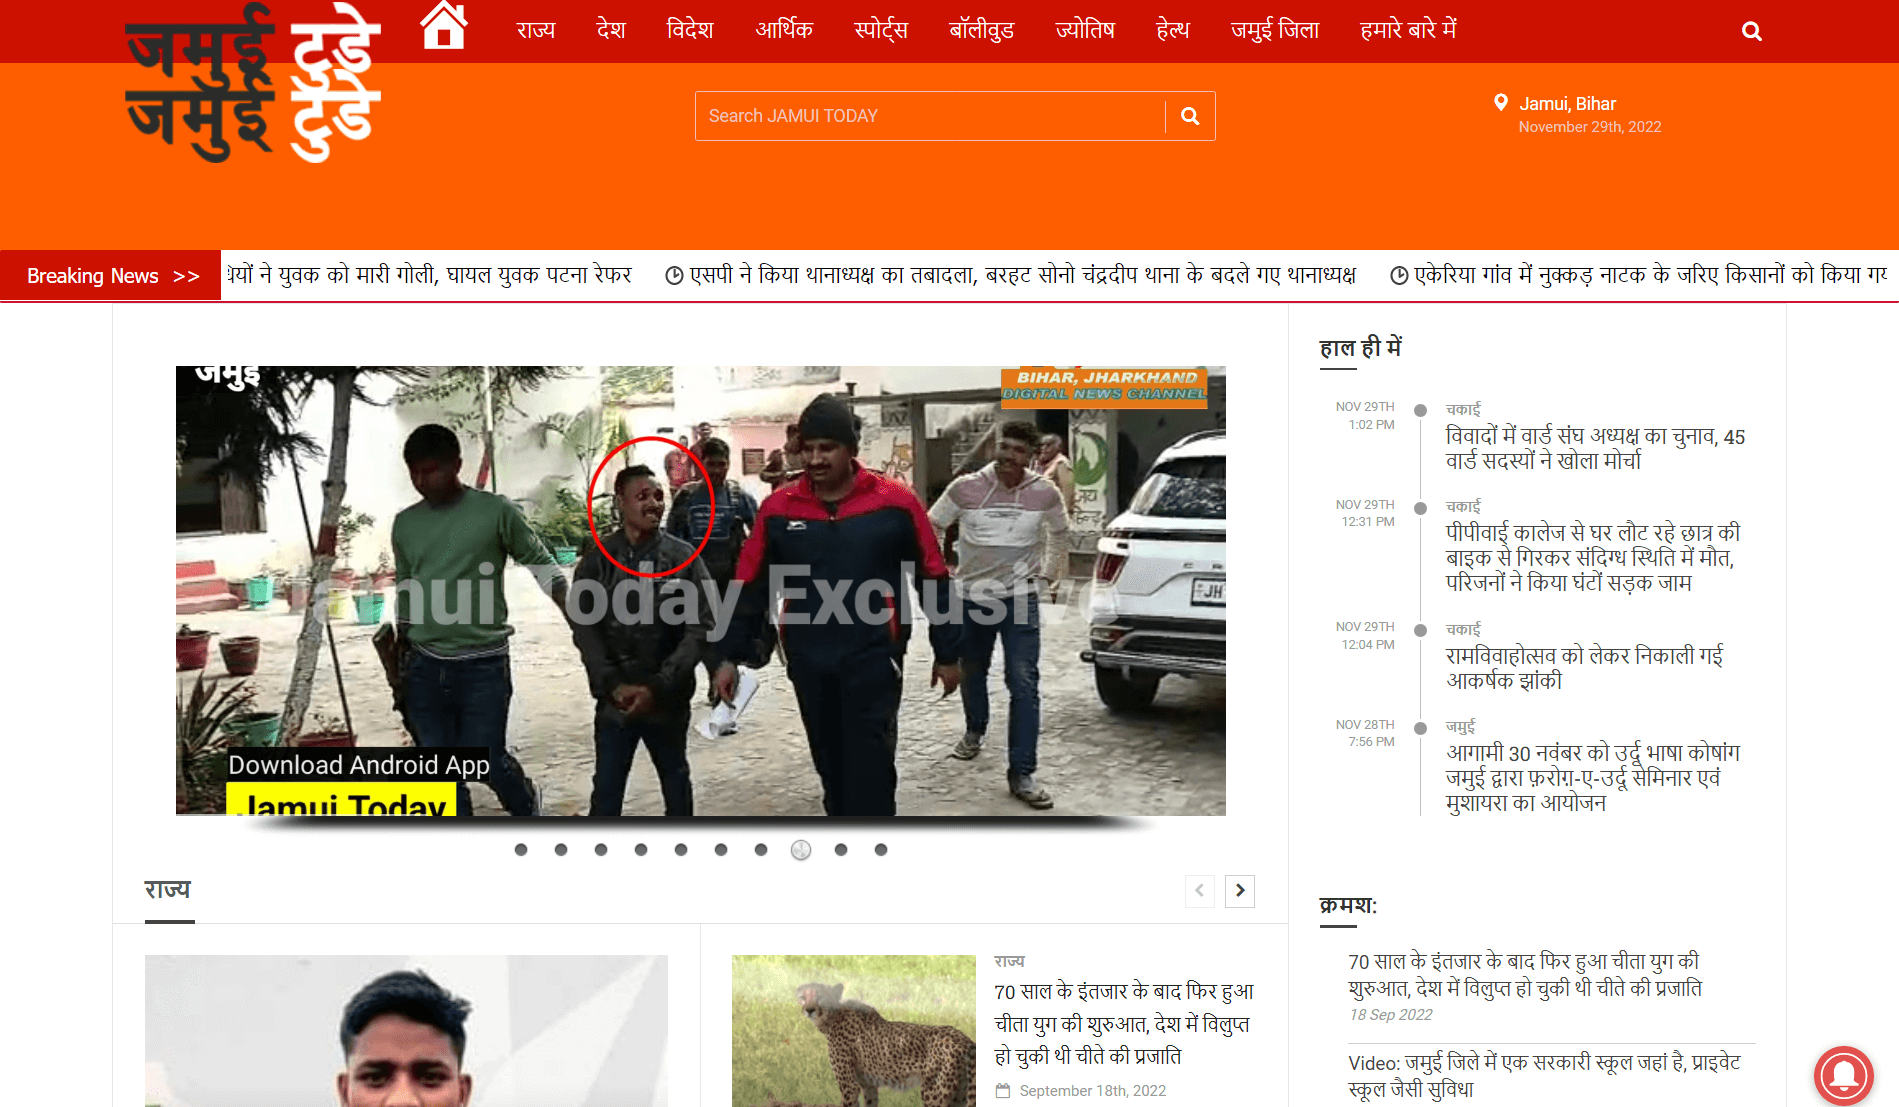 जमुई टुडे
जमुई टुडे
राज्य देश विदेश आर्थिक स्पोर्ट्स बॉलीवुड ज्योतिष हेल्थ जमुई जिला हमारे बारे में
Search JAMUI TODAY
Jamui, Bihar
November 29th, 2022
Breaking News >>
ने युवक को मारी गोली, घायल युवक पटना रेफर एसपी ने किया थानाध्यक्ष का तबादला, बरहट सोनो चंद्रदीप थाना के बदले गए थानाध्यक्ष एकेरिया गांव में नुक्कड़ नाटक के जरिए किसानों को किया
जमुई
BIHAR, JHARKHAND
DIGITAL NEWS CHANNEL
Jamui Today Exclusive
Download Android App
Jamui Today
हाल ही में
NOV 29TH
1:02 PM
चकाई
विवादों में वार्ड संघ अध्यक्ष का चुनाव, 45
वार्ड सदस्यों ने खोला मोर्चा
NOV 29TH
12:31 PM
चकाई
पीपीवाई कालेज से घर लौट रहे छात्र की
बाइक से गिरकर संदिग्ध स्थिति में मौत,
परिजनों ने किया घंटों सड़क जाम
NOV 29TH
12:04 PM
चकाई
रामविवाहोत्सव को लेकर निकाली गई
आकर्षक झांकी
NOV 28TH
7:56 PM
जमुई
आगामी 30 नवंबर को उर्दू भाषा कोषांग
जमुई द्वारा फ़रोग़-ए-उर्दू सेमिनार एवं
मुशायरा का आयोजन
राज्य
राज्य
70 साल के इंतजार के बाद फिर हुआ
चीता युग की शुरुआत, देश में विलुप्त
हो चुकी थी चीते की प्रजाति
September 18th, 2022
क्रमश:
70 साल के इंतजार के बाद फिर हुआ चीता युग की
शुरुआत, देश में विलुप्त हो चुकी थी चीते की प्रजाति
18 Sep 2022
Video: जमुई जिले में एक सरकारी स्कूल जहां है, प्राइवेट
स्कूल जैसी सुविधा